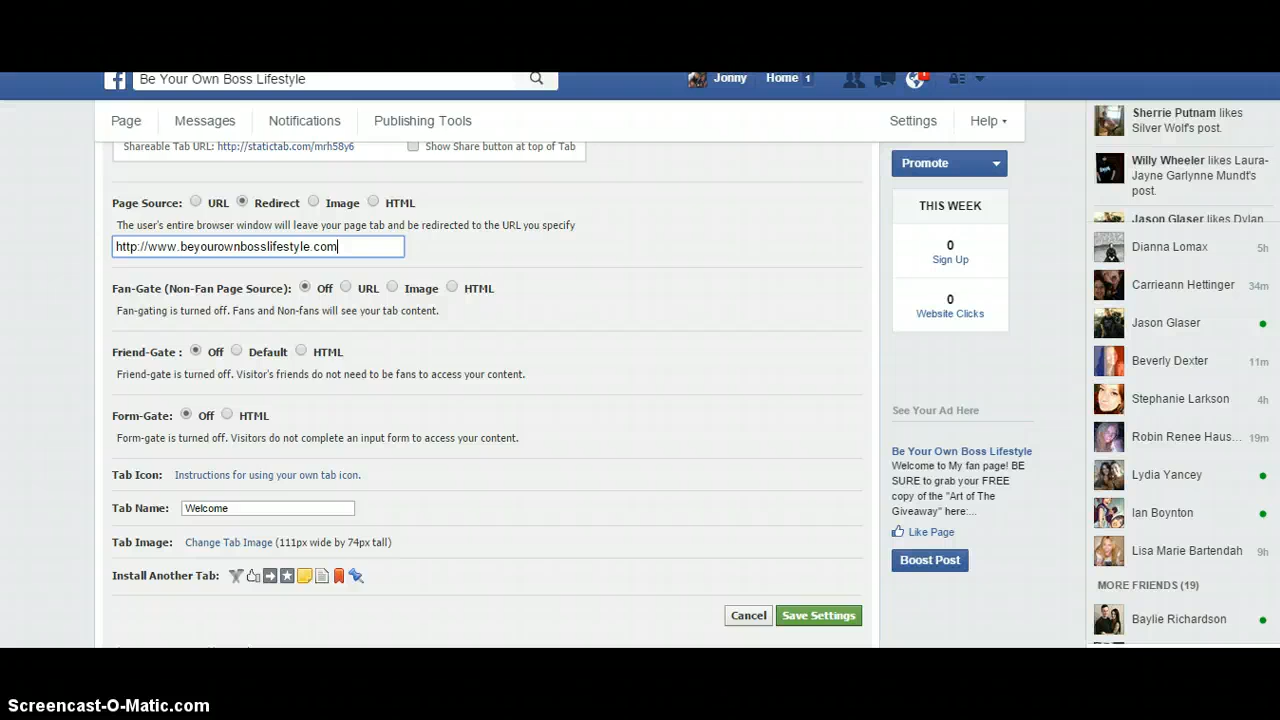 Be Your Own Boss Lifestyle
Jonny Home 1
Page Messages Notifications Publishing Tools Settings Help
Shareable Tab URL: http://statictab.com/mrh58y6 Show Share button at top of Tab
Page Source: URL Redirect Image HTML
The user's entire browser window will leave your page tab and be redirected to the URL you specify
http://www.beyourownbosslifestyle.com
Fan-Gate (Non-Fan Page Source): Off URL Image HTML
Fan-gating is turned off. Fans and Non-fans will see your tab content.
Friend-Gate : Off Default HTML
Friend-gate is turned off. Visitor's friends do not need to be fans to access your content.
Form-Gate: Off HTML
Form-gate is turned off. Visitors do not complete an input form to access your content.
Tab Icon: Instructions for using your own tab icon.
Tab Name: Welcome
Tab Image: Change Tab Image (111px wide by 74px tall)
Install Another Tab:
Cancel Save Settings
Promote
THIS WEEK
0
Sign Up
0
Website Clicks
See Your Ad Here
Be Your Own Boss Lifestyle
Welcome to My fan page! BE
SURE to grab your FREE
copy of the "Art of The
Giveaway" here:...
Like Page
Boost Post
Sherrie Putnam likes
Silver Wolf's post.
Willy Wheeler likes Laura-
Jayne Garlynne Mundt's
post.
Jason Glaser likes Dylan
Dianna Lomax 5h
Carrieann Hettinger 34m
Jason Glaser
Beverly Dexter 11m
Stephanie Larkson 4h
Robin Renee Haus... 19m
Lydia Yancey
Ian Boynton
Lisa Marie Bartendah 9h
MORE FRIENDS (19)
Baylie Richardson
Screencast-O-Matic.com